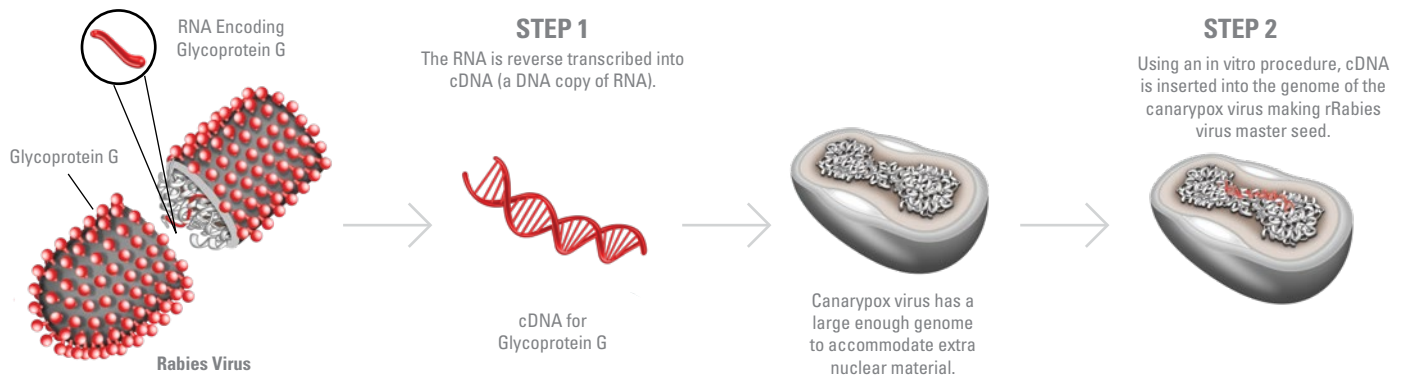 RNA Encoding
Glycoprotein G
Glycoprotein G
Rabies Virus
STEP 1
The RNA is reverse transcribed into
cDNA (a DNA copy of RNA).
cDNA for
Glycoprotein G
Canarypox virus has a
large enough genome
to accommodate extra
nuclear material.
STEP 2
Using an in vitro procedure, cDNA
is inserted into the genome of the
canarypox virus making rRabies
virus master seed.